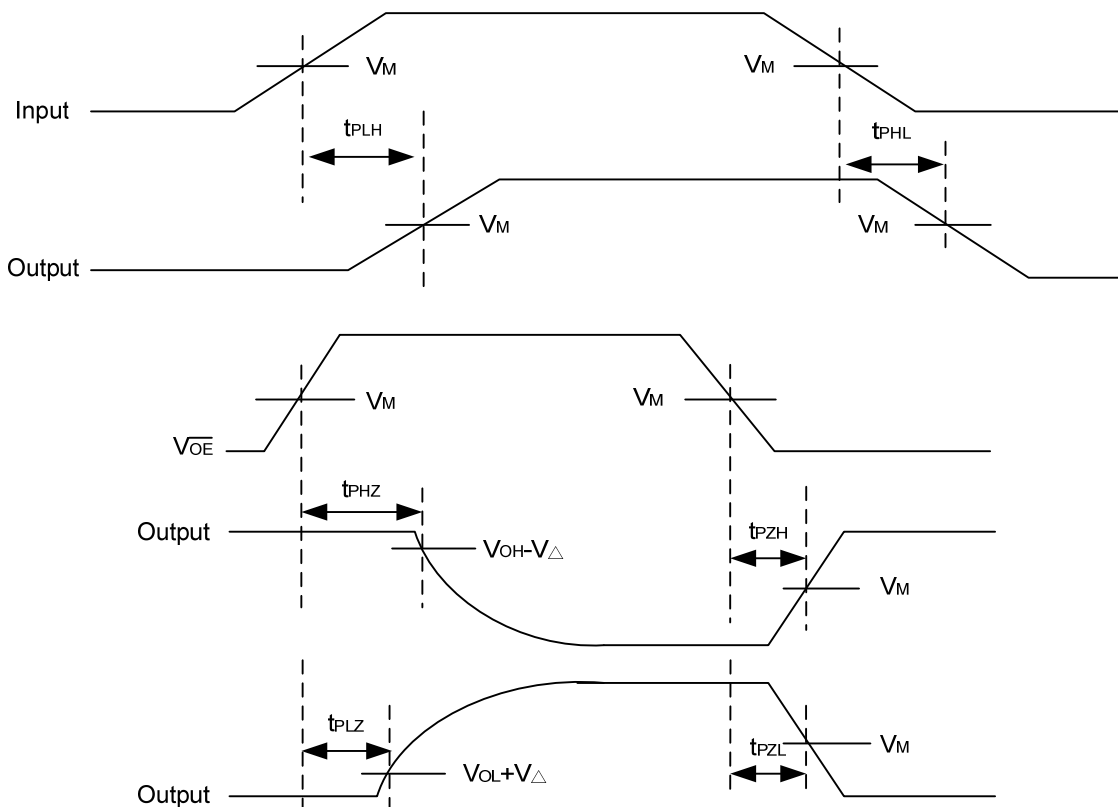 VM
VM
Input
tPLH
tPHL
VM
VM
Output
VM
VM
VOE
tPHZ
Output
VOH-V△
tPZH
VM
tPLZ
tPZL
VM
VOL+V△
Output